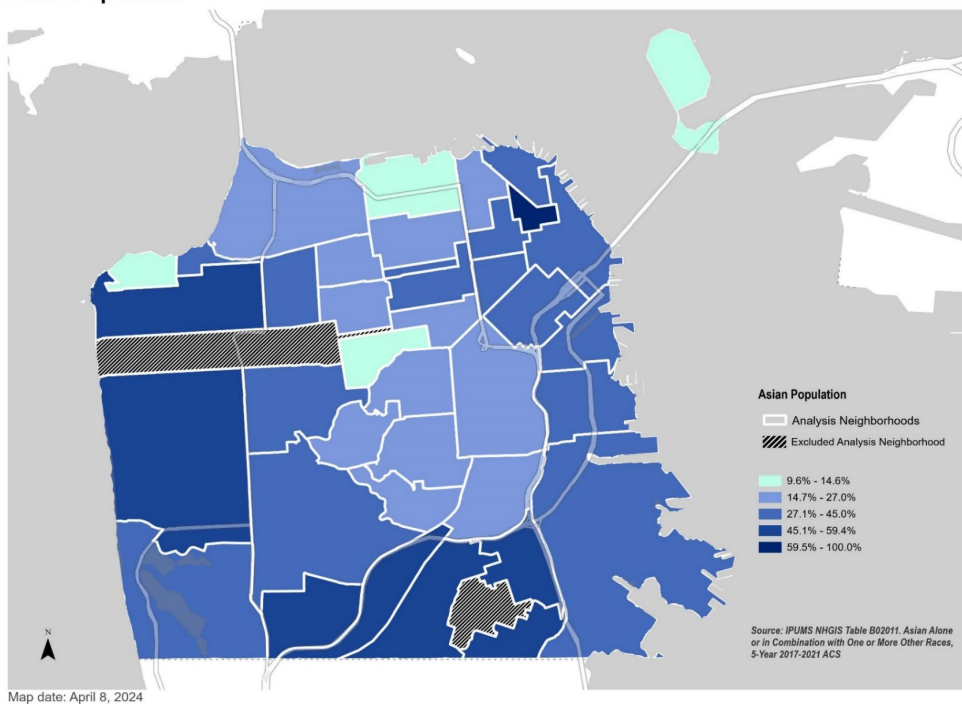 Asian Population
Analysis Neighborhoods
Excluded Analysis Neighborhood
9.6% - 14.6%
14.7% - 27.0%
27.1% - 45.0%
45.1% - 59.4%
59.5% - 100.0%
N
Source: IPUMS NHGIS Table B02011. Asian Alone
or in Combination with One or More Other Races,
5-Year 2017-2021 ACS
Map date: April 8, 2024